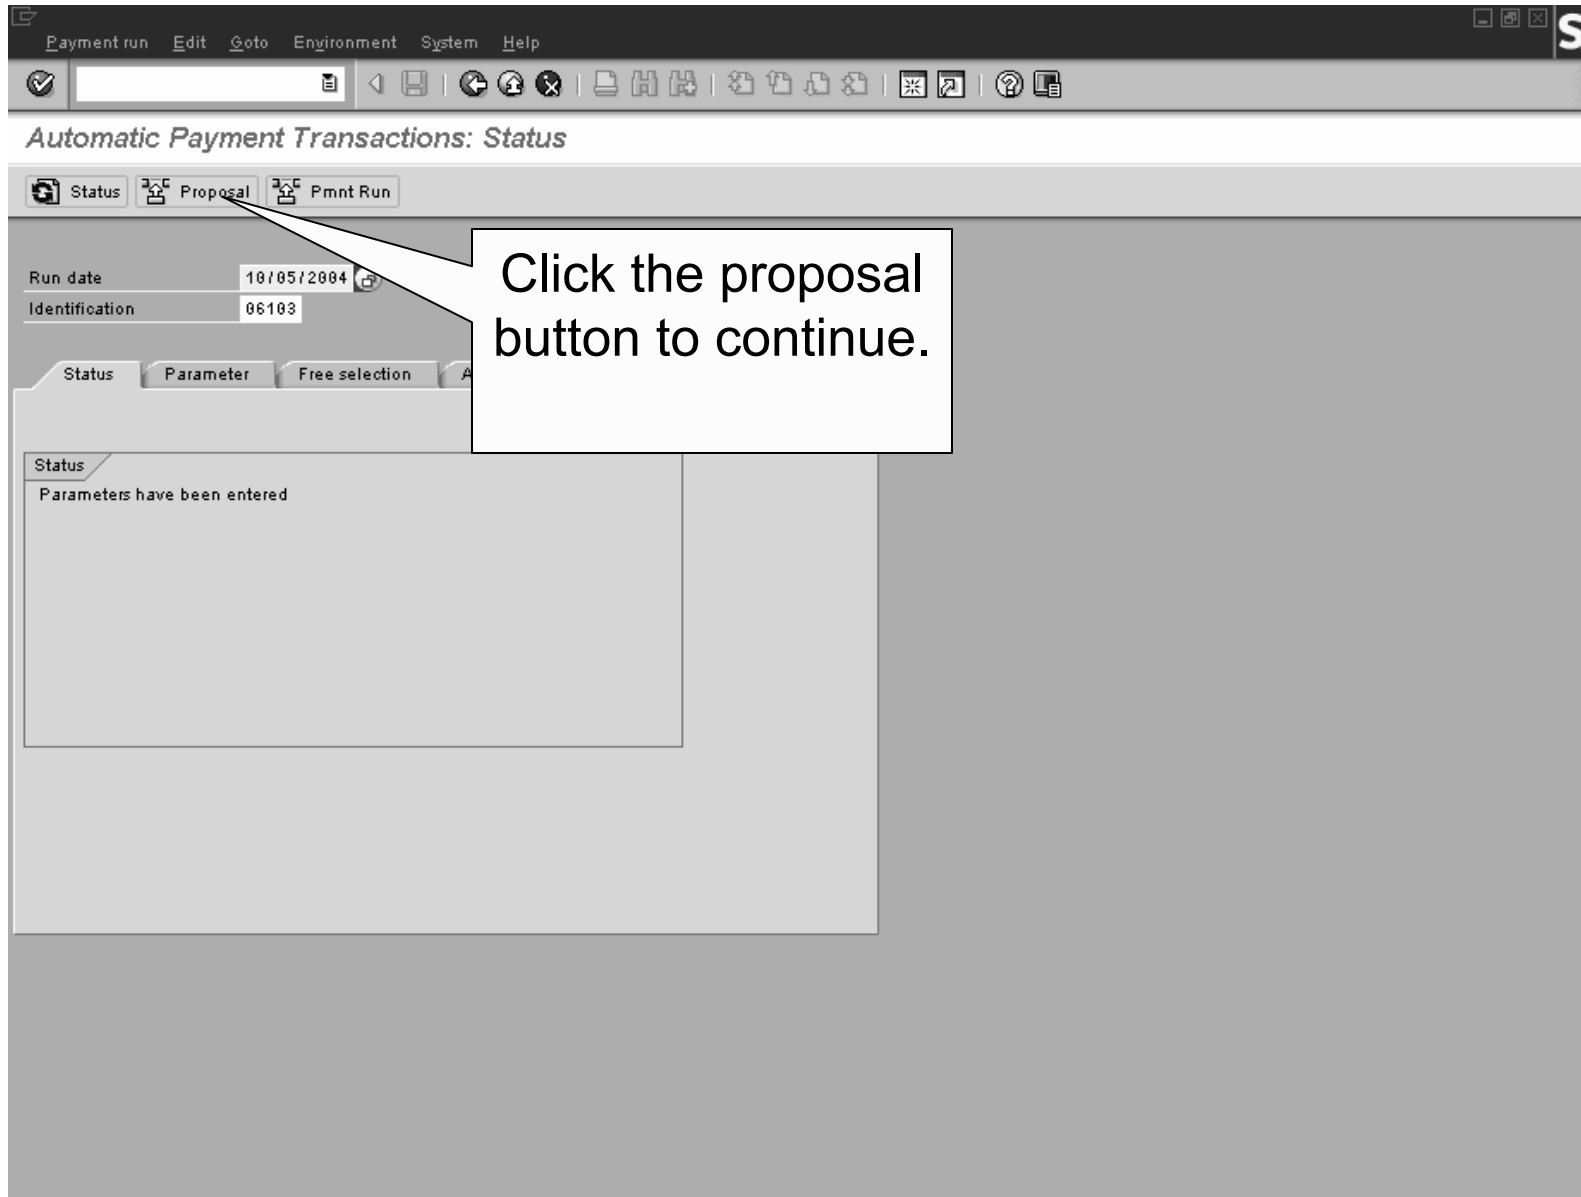 Payment run Edit Goto Environment System Help
Automatic Payment Transactions: Status
Status Proposal Pmnt Run
Click the proposal
button to continue.
Run date 10/05/2004
Identification 06103
Status Parameter Free selection A
Status
Parameters have been entered
S